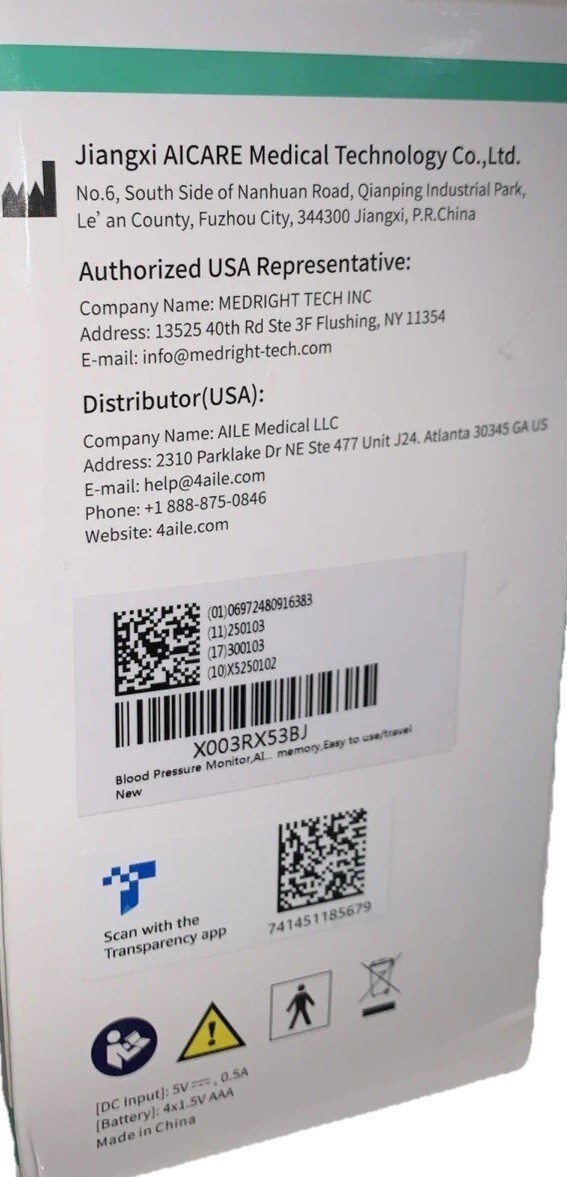 Jiangxi AICARE Medical Technology Co.,Ltd.
No.6, South Side of Nanhuan Road, Qianping Industrial Park,
Le' an County, Fuzhou City, 344300 Jiangxi, P.R.China
Authorized USA Representative:
Company Name: MEDRIGHT TECH INC
Address: 13525 40th Rd Ste 3F Flushing, NY 11354
E-mail: info@medright-tech.com
Distributor(USA):
Company Name: AILE Medical LLC
Address: 2310 Parklake Dr NE Ste 477 Unit J24. Atlanta 30345 GA US
E-mail: help@4aile.com
Phone: +1 888-875-0846
Website: 4aile.com
(01)06972480916383
(11)250103
(17)300103
(10)X5250102
X003RX53BJ
Blood Pressure Monitor,AI... memory,Easy to use/travel
New
Scan with the
Transparency app
741451185679
[DC Input]: 5V⎓, 0.5A
[Battery]: 4x1.5V AAA
Made in China